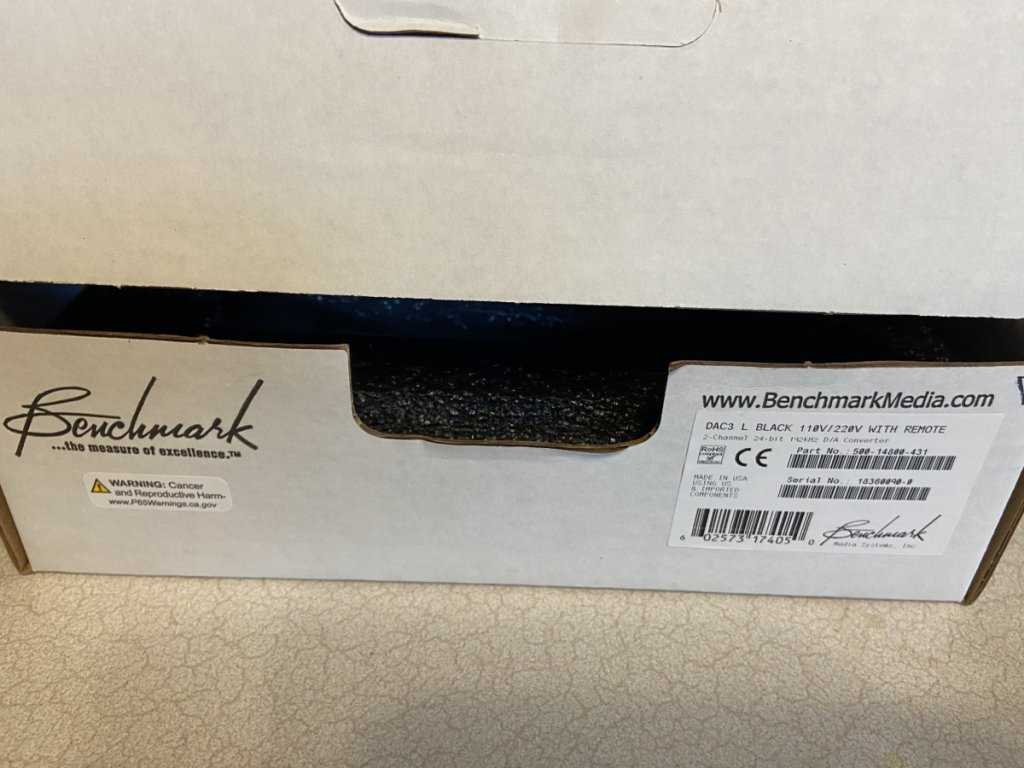 Benchmark
...the measure of excellence.™
WARNING: Cancer
and Reproductive Harm-
www.P65Warnings.ca.gov
www.BenchmarkMedia.com
DAC3 L BLACK 110V/220V WITH REMOTE
2-Channel 24-bit 192kHz D/A Converter
RoHS
CE
Part No.: 500-14800-431
MADE IN USA
USING US
& IMPORTED
COMPONENTS
Serial No.: 18360090-0
6 02573 17405 0
Benchmark
Media Systems, Inc.